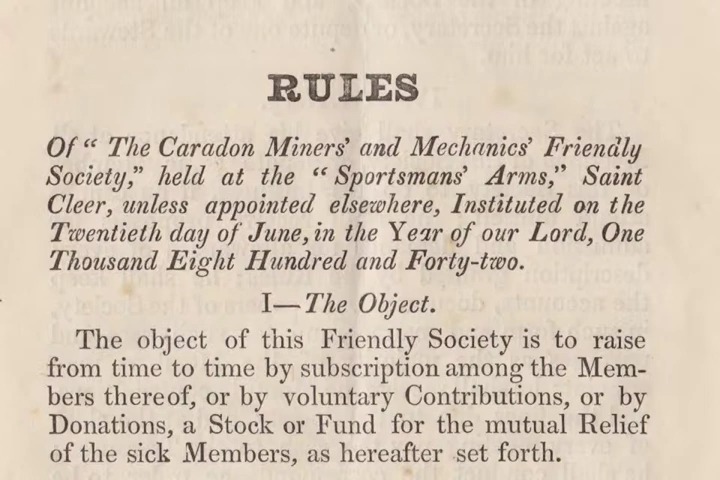 RULES
Of “ The Caradon Miners’ and Mechanics’ Friendly
Society,” held at the “ Sportsmans’ Arms,” Saint
Cleer, unless appointed elsewhere, Instituted on the
Twentieth day of June, in the Year of our Lord, One
Thousand Eight Hundred and Forty-two.
I—The Object.
The object of this Friendly Society is to raise
from time to time by subscription among the Mem-
bers thereof, or by voluntary Contributions, or by
Donations, a Stock or Fund for the mutual Relief
of the sick Members, as hereafter set forth.